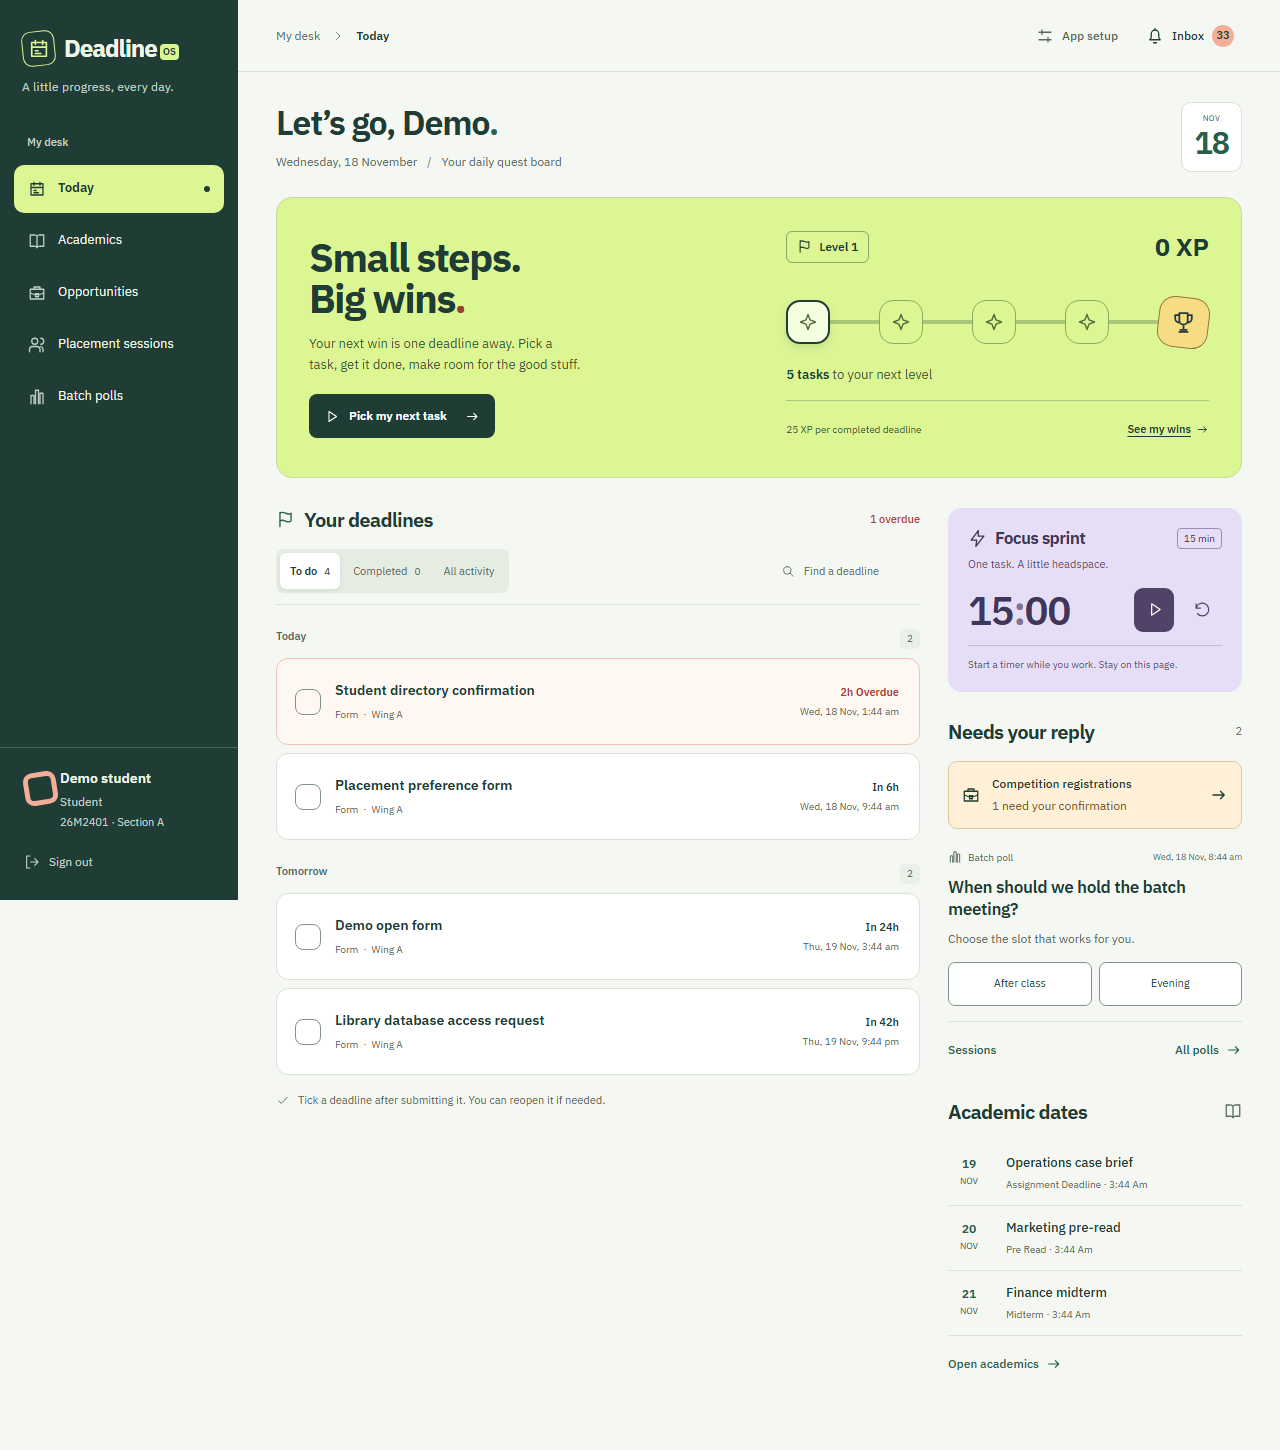 Deadline OS
A little progress, every day.
My desk
Today
Academics
Opportunities
Placement sessions
Batch polls
Demo student
Student
26M2401 · Section A
Sign out
My desk > Today
App setup
Inbox 33
Let’s go, Demo.
Wednesday, 18 November / Your daily quest board
NOV
18
Small steps.
Big wins.
Your next win is one deadline away. Pick a
task, get it done, make room for the good stuff.
Pick my next task
Level 1
0 XP
5 tasks to your next level
25 XP per completed deadline
See my wins
Your deadlines
1 overdue
To do 4
Completed 0
All activity
Find a deadline
Today
2
Student directory confirmation
Form · Wing A
2h Overdue
Wed, 18 Nov, 1:44 am
Placement preference form
Form · Wing A
In 6h
Wed, 18 Nov, 9:44 am
Tomorrow
2
Demo open form
Form · Wing A
In 24h
Thu, 19 Nov, 3:44 am
Library database access request
Form · Wing A
In 42h
Thu, 19 Nov, 9:44 pm
Tick a deadline after submitting it. You can reopen it if needed.
Focus sprint
15 min
One task. A little headspace.
15:00
Start a timer while you work. Stay on this page.
Needs your reply
2
Competition registrations
1 need your confirmation
Batch poll
Wed, 18 Nov, 8:44 am
When should we hold the batch
meeting?
Choose the slot that works for you.
After class
Evening
Sessions
All polls
Academic dates
19
NOV
Operations case brief
Assignment Deadline · 3:44 Am
20
NOV
Marketing pre-read
Pre Read · 3:44 Am
21
NOV
Finance midterm
Midterm · 3:44 Am
Open academics